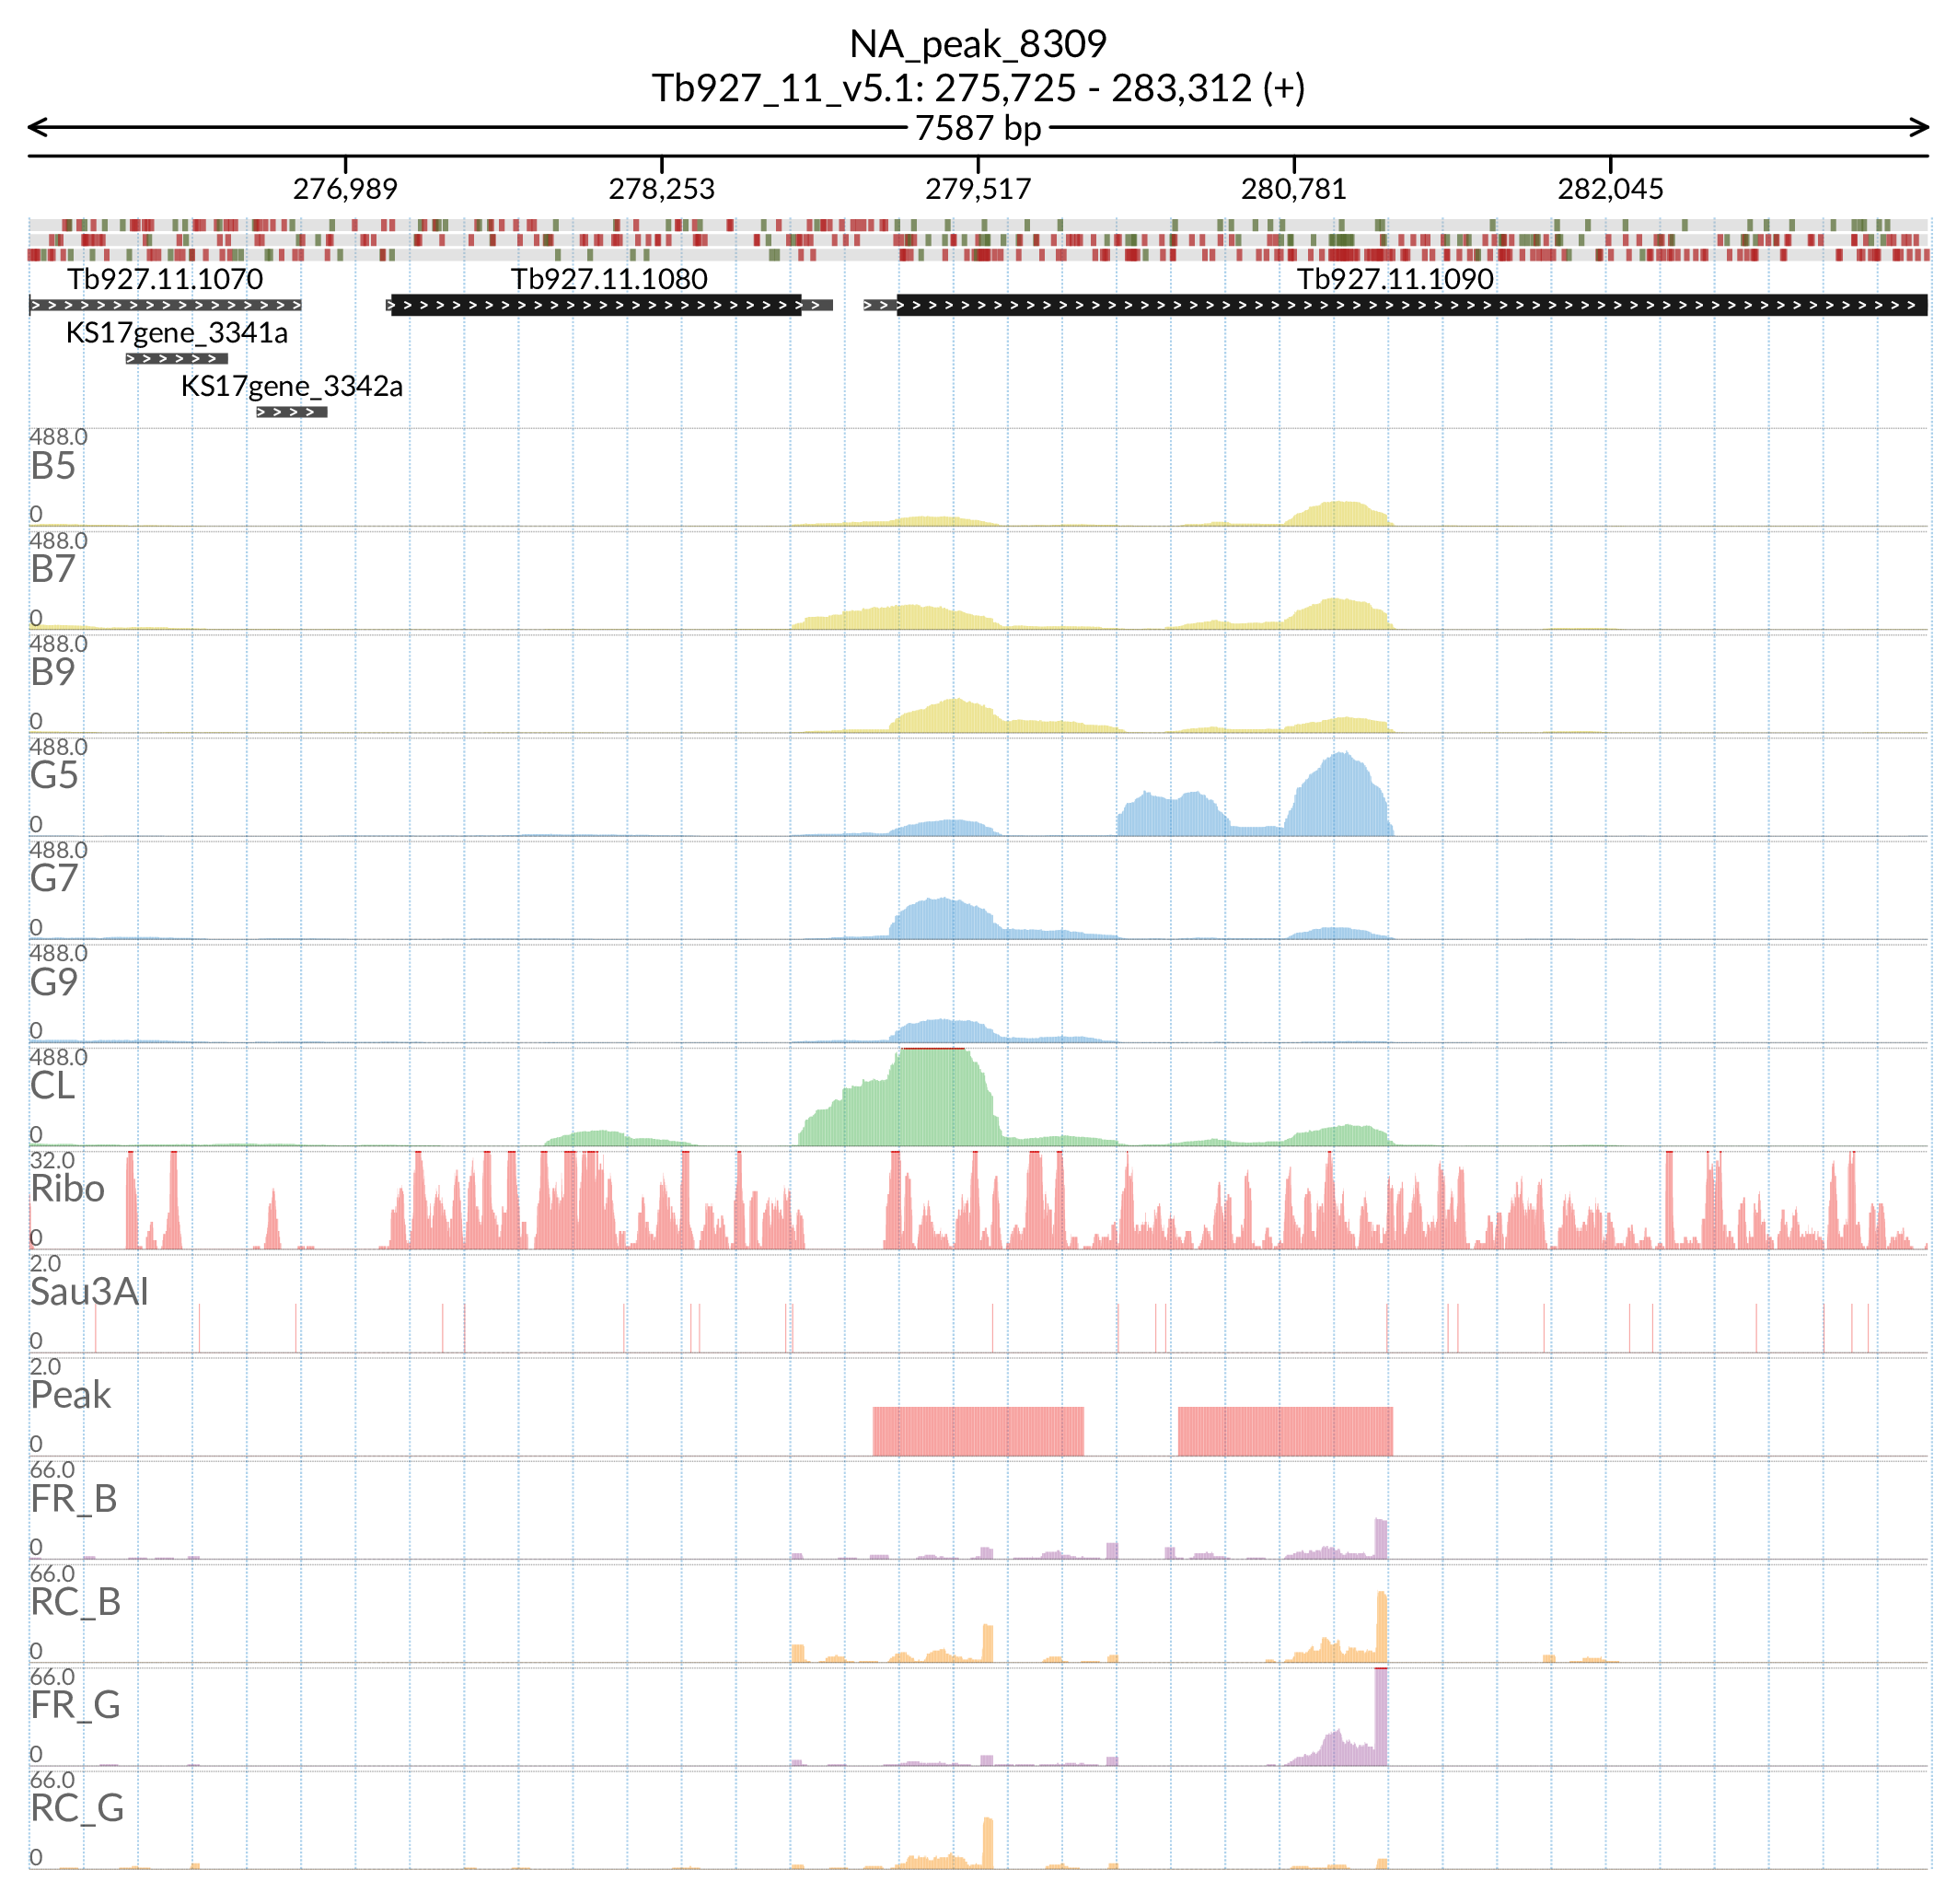 NA_peak_8309
Tb927_11_v5.1: 275,725 - 283,312 (+)
7587 bp
276,989 278,253 279,517 280,781 282,045
Tb927.11.1070 Tb927.11.1080 Tb927.11.1090
KS17gene_3341a
KS17gene_3342a
488.0
B5
0
488.0
B7
0
488.0
B9
0
488.0
G5
0
488.0
G7
0
488.0
G9
0
488.0
CL
0
32.0
Ribo
0
2.0
Sau3AI
0
2.0
Peak
0
66.0
FR_B
0
66.0
RC_B
0
66.0
FR_G
0
66.0
RC_G
0